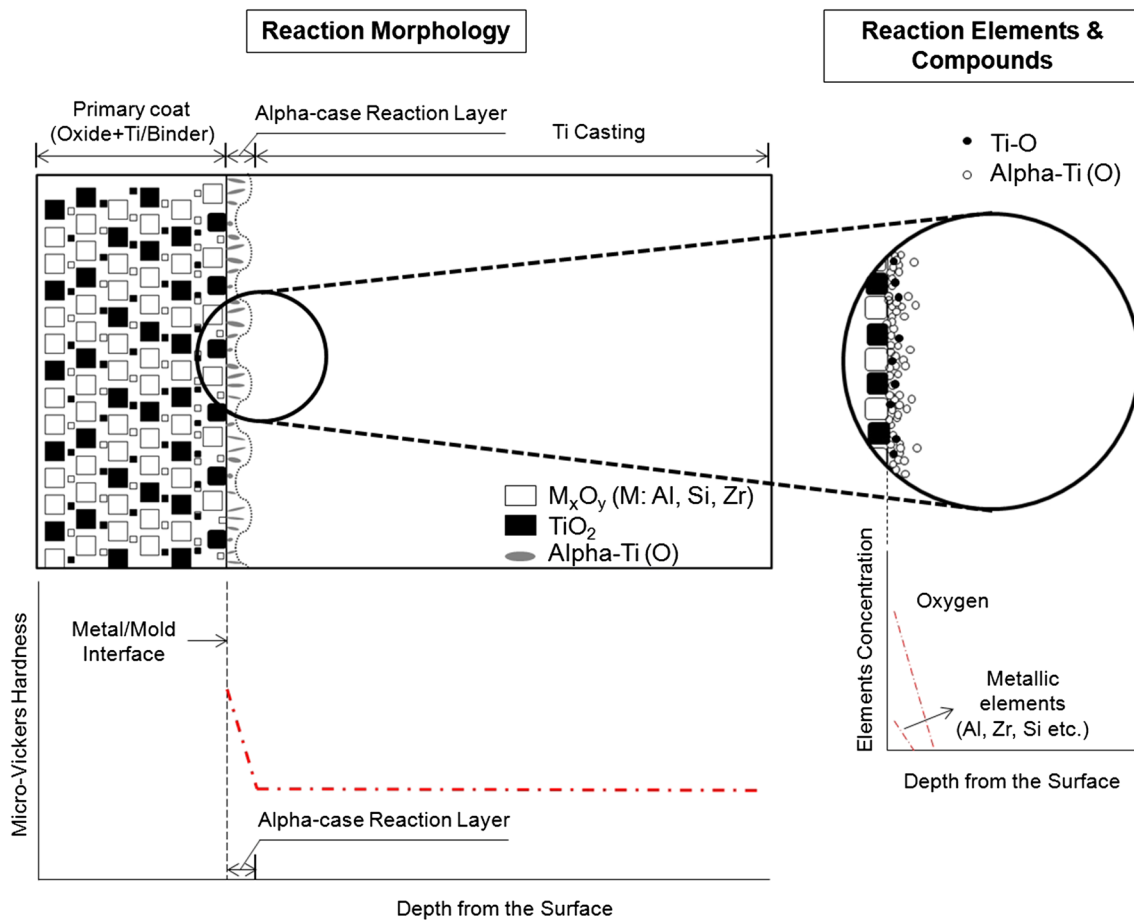 Reaction Morphology
Reaction Elements &
Compounds
Primary coat
(Oxide+Ti/Binder)
Alpha-case Reaction Layer
Ti Casting
Ti-O
Alpha-Ti (O)
MxOy (M: Al, Si, Zr)
TiO2
Alpha-Ti (O)
Micro-Vickers Hardness
Metal/Mold
Interface
Alpha-case Reaction Layer
Depth from the Surface
Elements Concentration
Oxygen
Metallic
elements
(Al, Zr, Si etc.)
Depth from the Surface